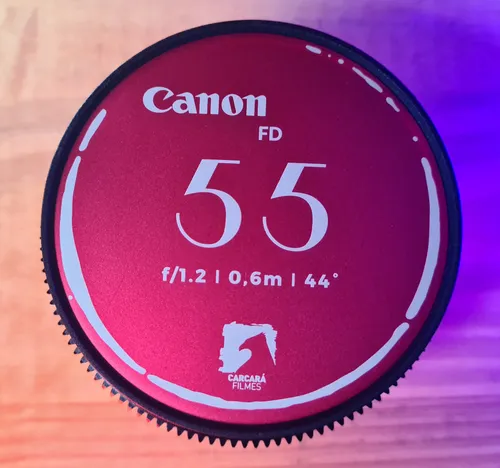 Canon
FD
55
f/1.2 | 0,6m | 44°
CARCARÁ
FILMES